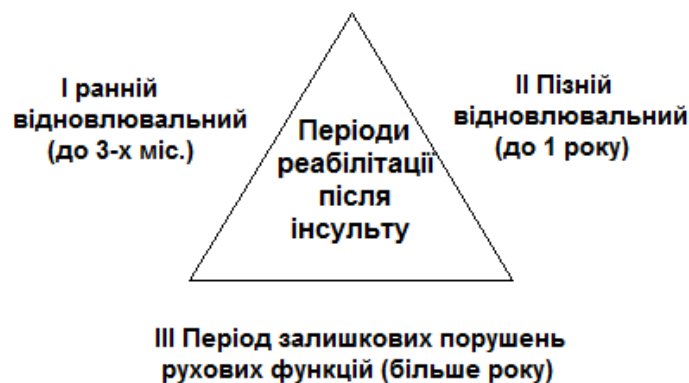 І ранній
відновлювальний
(до 3-х міс.)
ІІ Пізній
відновлювальний
(до 1 року)
Періоди
реабілітації
після
інсульту
ІІІ Період залишкових порушень
рухових функцій (більше року)